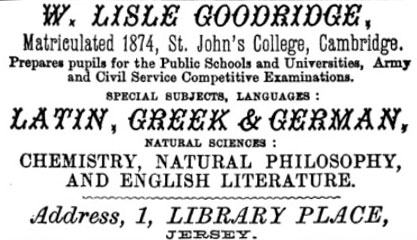 W. LISLE GOODRIDGE,
Matriculated 1874, St. John's College, Cambridge.
Prepares pupils for the Public Schools and Universities, Army
and Civil Service Competitive Examinations.
SPECIAL SUBJECTS, LANGUAGES :
LATIN, GREEK & GERMAN,
NATURAL SCIENCES :
CHEMISTRY, NATURAL PHILOSOPHY,
AND ENGLISH LITERATURE.
Address, 1, LIBRARY PLACE,
JERSEY.